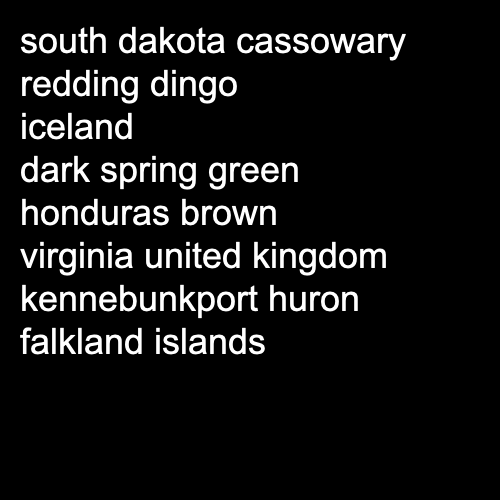 south dakota cassowary
redding dingo
iceland
dark spring green
honduras brown
virginia united kingdom
kennebunkport huron
falkland islands